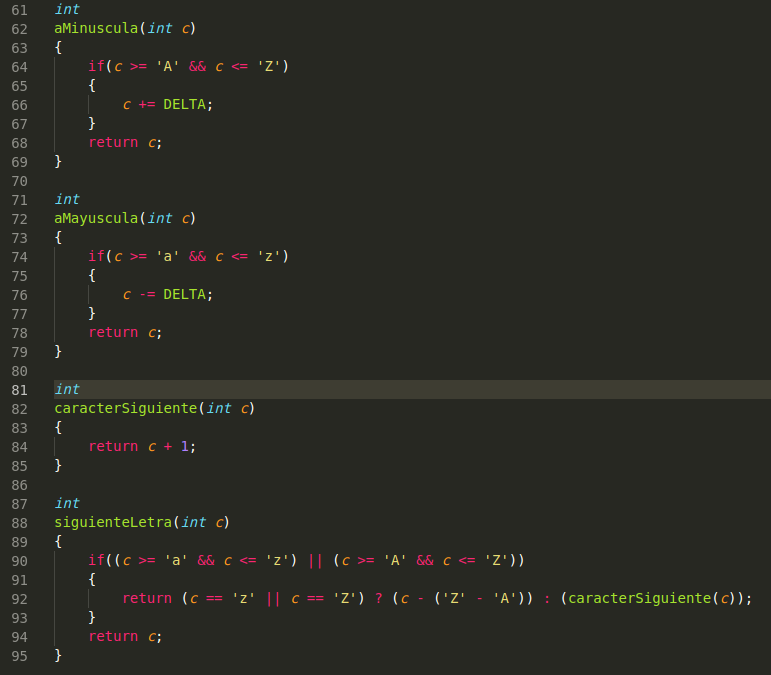 61 int
62 aMinuscula(int c)
63 {
64     if(c >= 'A' && c <= 'Z')
65     {
66         c += DELTA;
67     }
68     return c;
69 }
70
71 int
72 aMayuscula(int c)
73 {
74     if(c >= 'a' && c <= 'z')
75     {
76         c -= DELTA;
77     }
78     return c;
79 }
80
81 int
82 caracterSiguiente(int c)
83 {
84     return c + 1;
85 }
86
87 int
88 siguienteLetra(int c)
89 {
90     if((c >= 'a' && c <= 'z') || (c >= 'A' && c <= 'Z'))
91     {
92         return (c == 'z' || c == 'Z') ? (c - ('Z' - 'A')) : (caracterSiguiente(c));
93     }
94     return c;
95 }